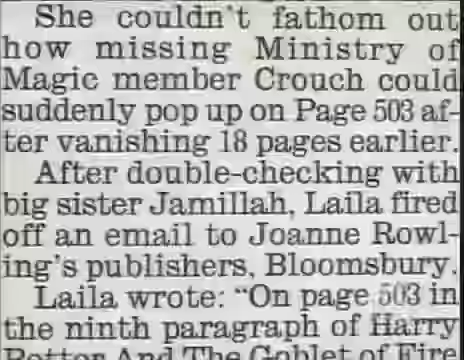 She couldn't fathom out
how missing Ministry of
Magic member Crouch could
suddenly pop up on Page 503 af-
ter vanishing 18 pages earlier.
After double-checking with
big sister Jamillah, Laila fired
off an email to Joanne Rowl-
ing's publishers, Bloomsbury.
Laila wrote: "On page 503 in
the ninth paragraph of Harry
Potter And The Goblet of Fire